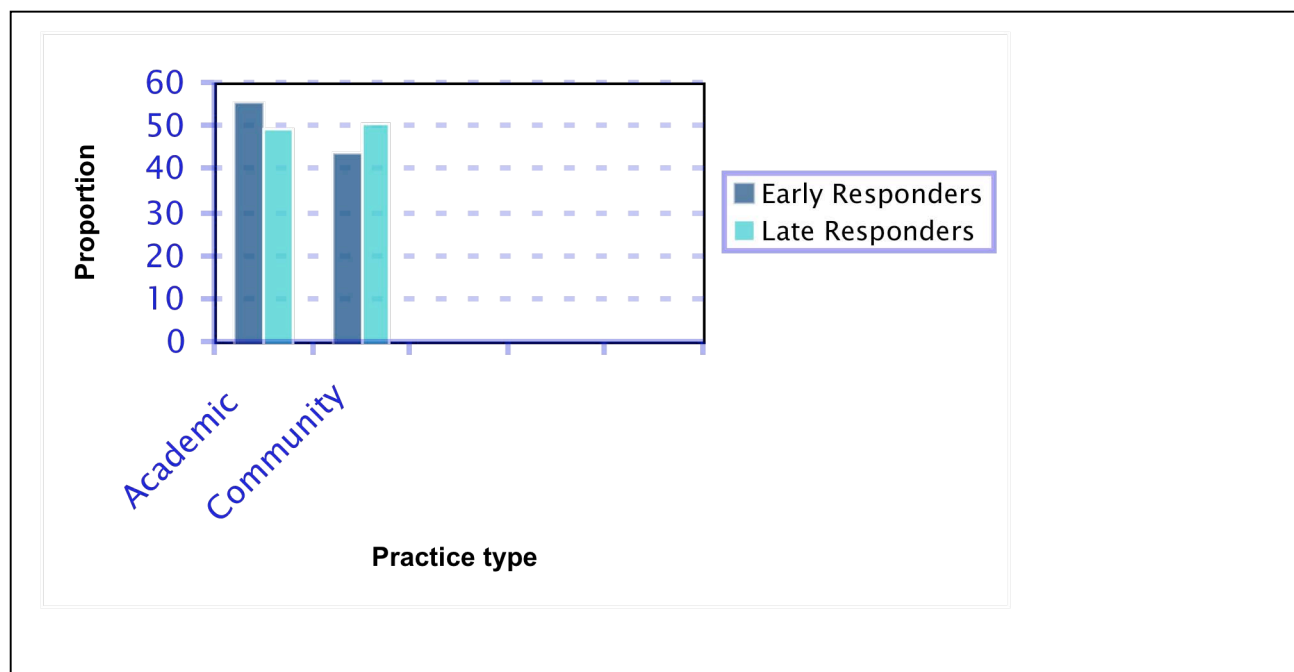 60
50
40
30
20
10
0
Proportion
Academic
Community
Practice type
Early Responders
Late Responders